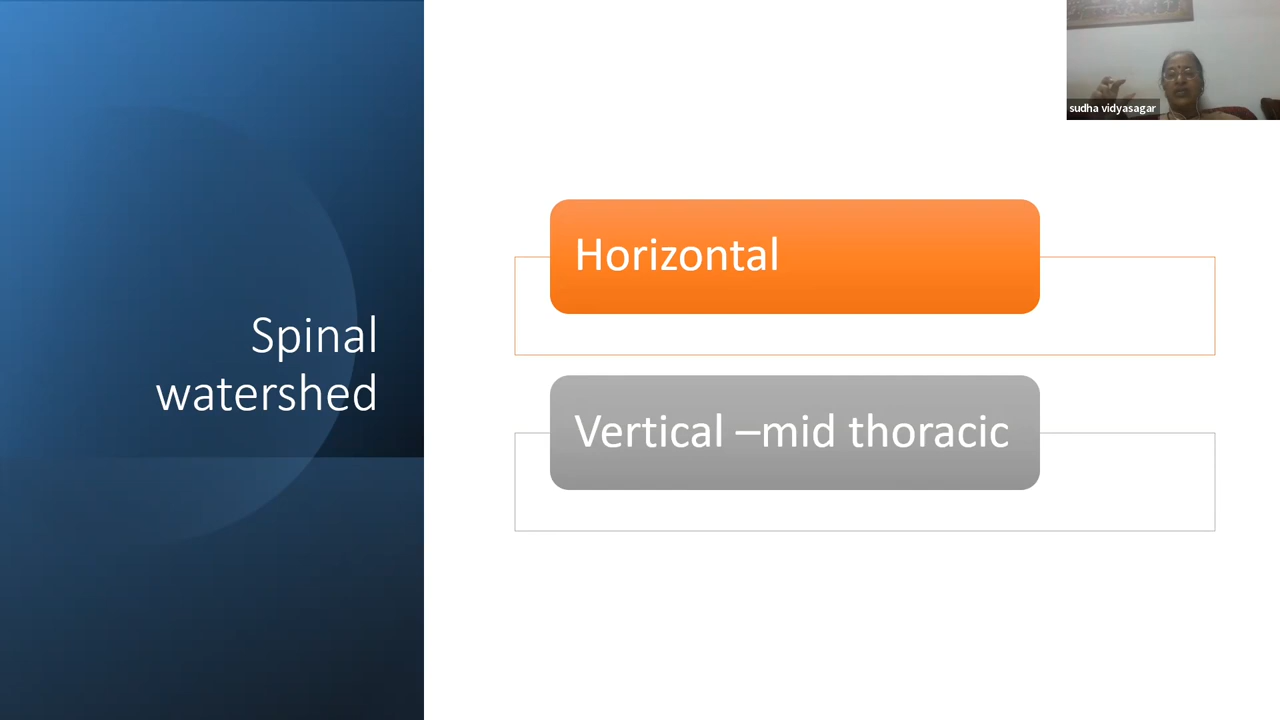 Spinal
watershed
Horizontal
Vertical –mid thoracic
sudha vidyasagar